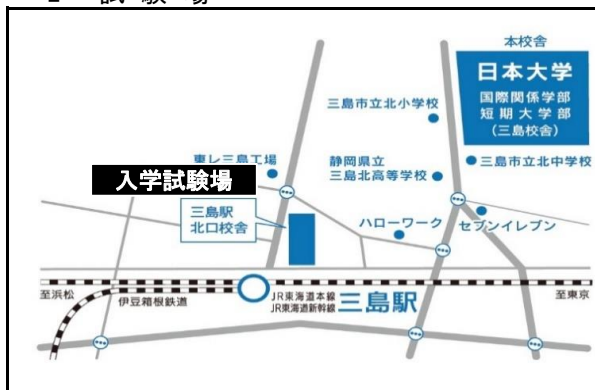 試験場
本校舎
日本大学
国際関係学部
短期大学部
(三島校舎)
三島市立北小学校
東レ三島工場
静岡県立
三島北高等学校
三島市立北中学校
入学試験場
三島駅
北口校舎
ハローワーク
セブンイレブン
至浜松
伊豆箱根鉄道
JR東海道本線
JR東海道新幹線
三島駅
至東京